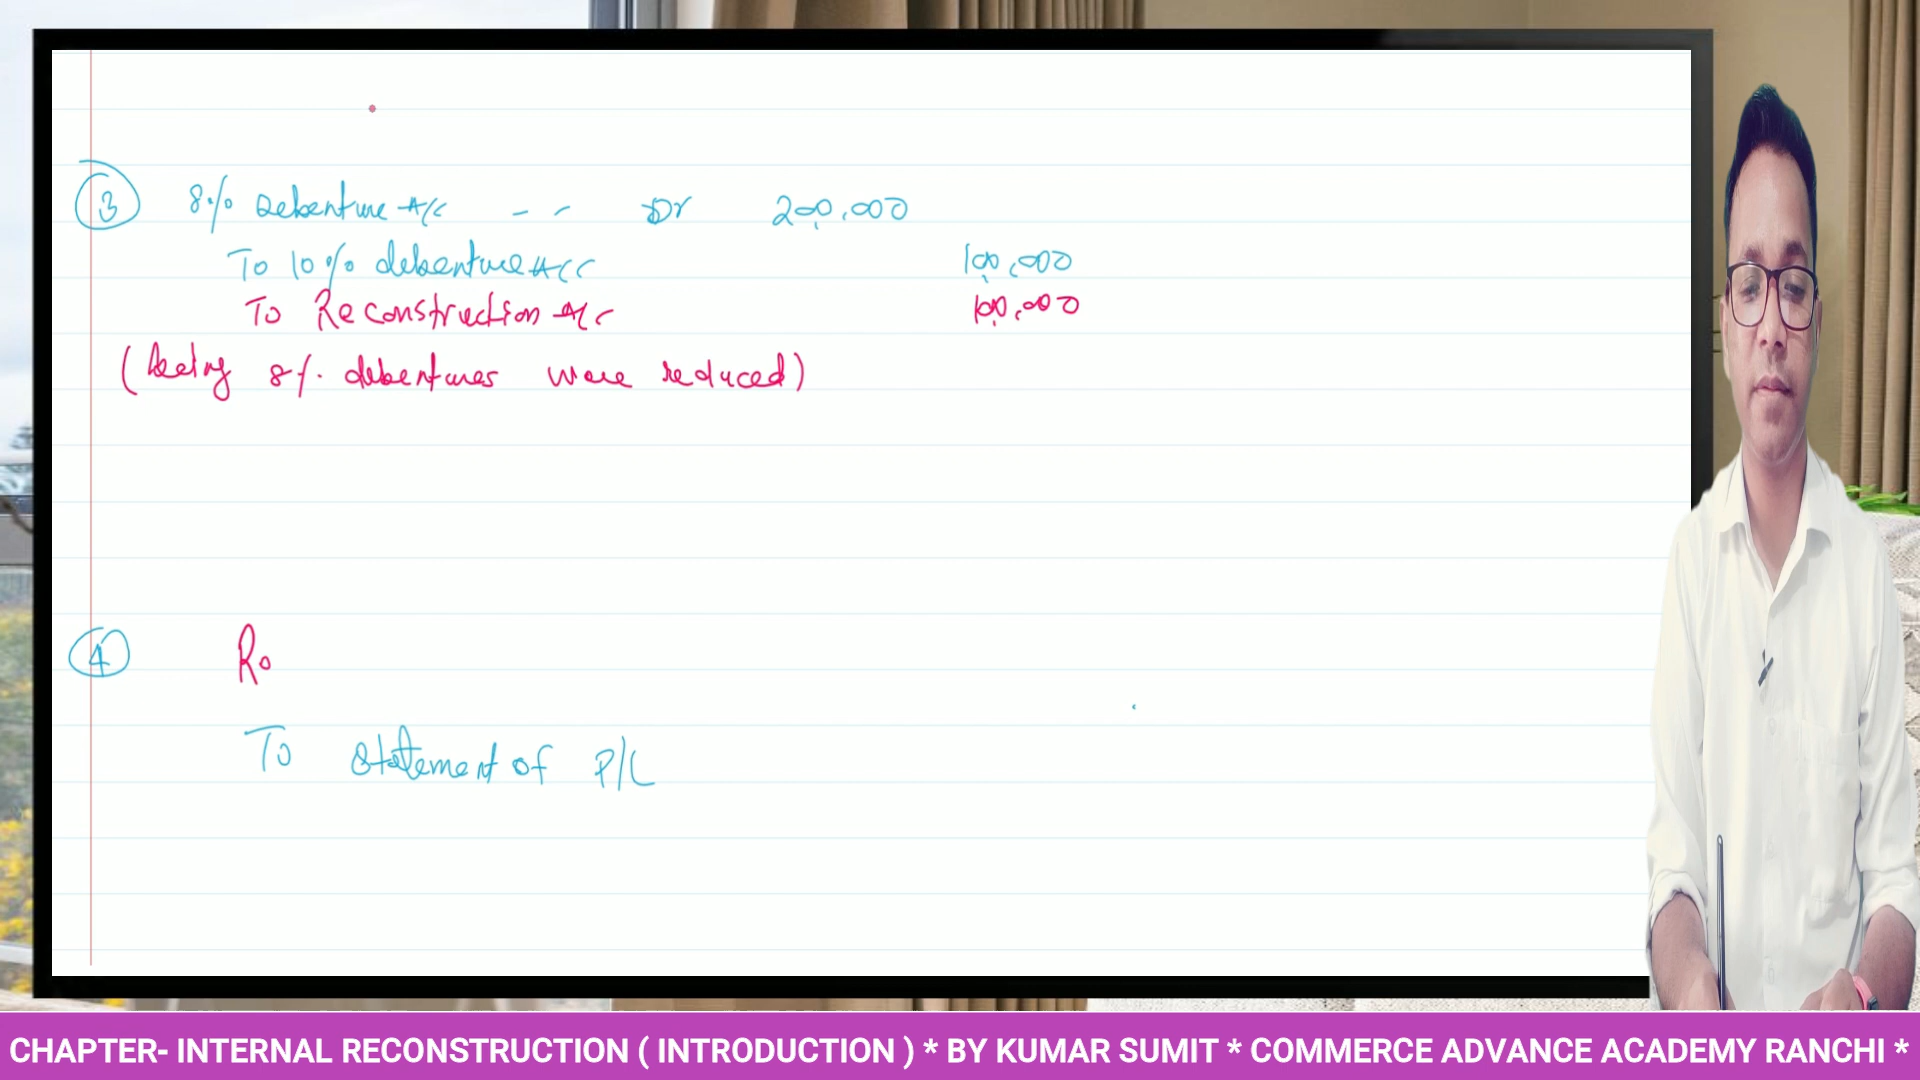 3 8% Debenture A/c - - Dr 200,000
To 10% debenture A/c 100,000
To Reconstruction A/c 100,000
(being 8% debentures were reduced)
4 Ro
To Statement of P/L
CHAPTER- INTERNAL RECONSTRUCTION ( INTRODUCTION ) * BY KUMAR SUMIT * COMMERCE ADVANCE ACADEMY RANCHI *